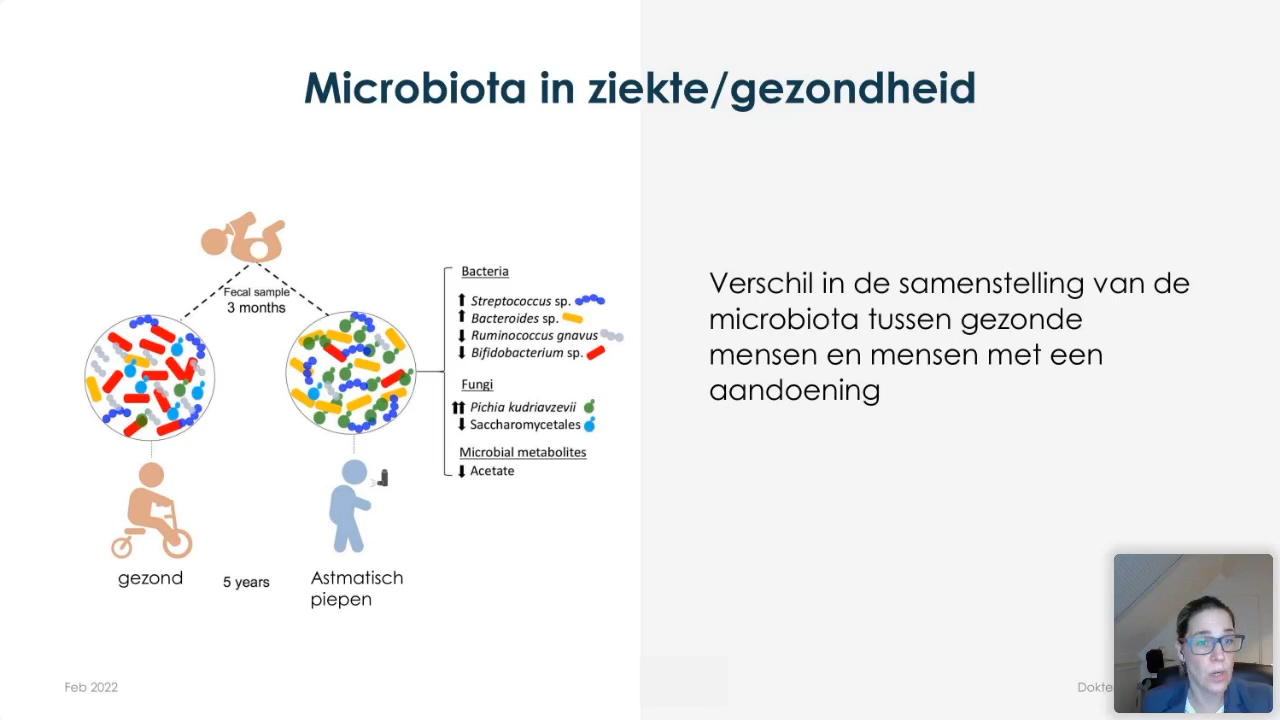 Microbiota in ziekte/gezondheid
Fecal sample
3 months
Bacteria
Streptococcus sp.
Bacteroides sp.
Ruminococcus gnavus
Bifidobacterium sp.
Fungi
Pichia kudriavzevii
Saccharomycetales
Microbial metabolites
Acetate
gezond
5 years
Astmatisch
piepen
Verschil in de samenstelling van de
microbiota tussen gezonde
mensen en mensen met een
aandoening
Feb 2022
Dokte